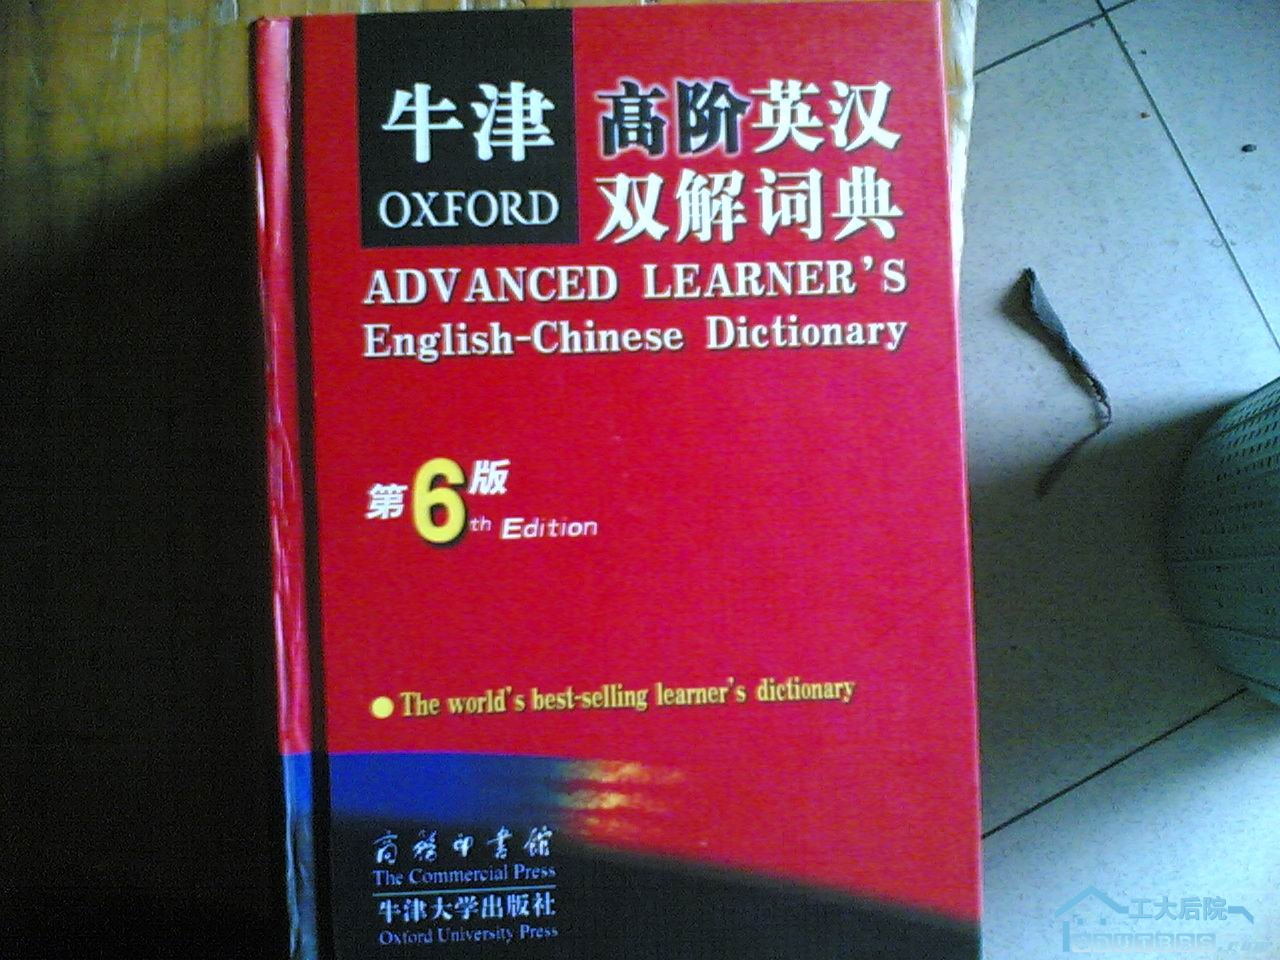 牛津
OXFORD
高阶英汉
双解词典
ADVANCED LEARNER'S
English-Chinese Dictionary
第6版
th Edition
The world's best-selling learner's dictionary
商務印書館
The Commercial Press
牛津大学出版社
Oxford University Press
工大后院